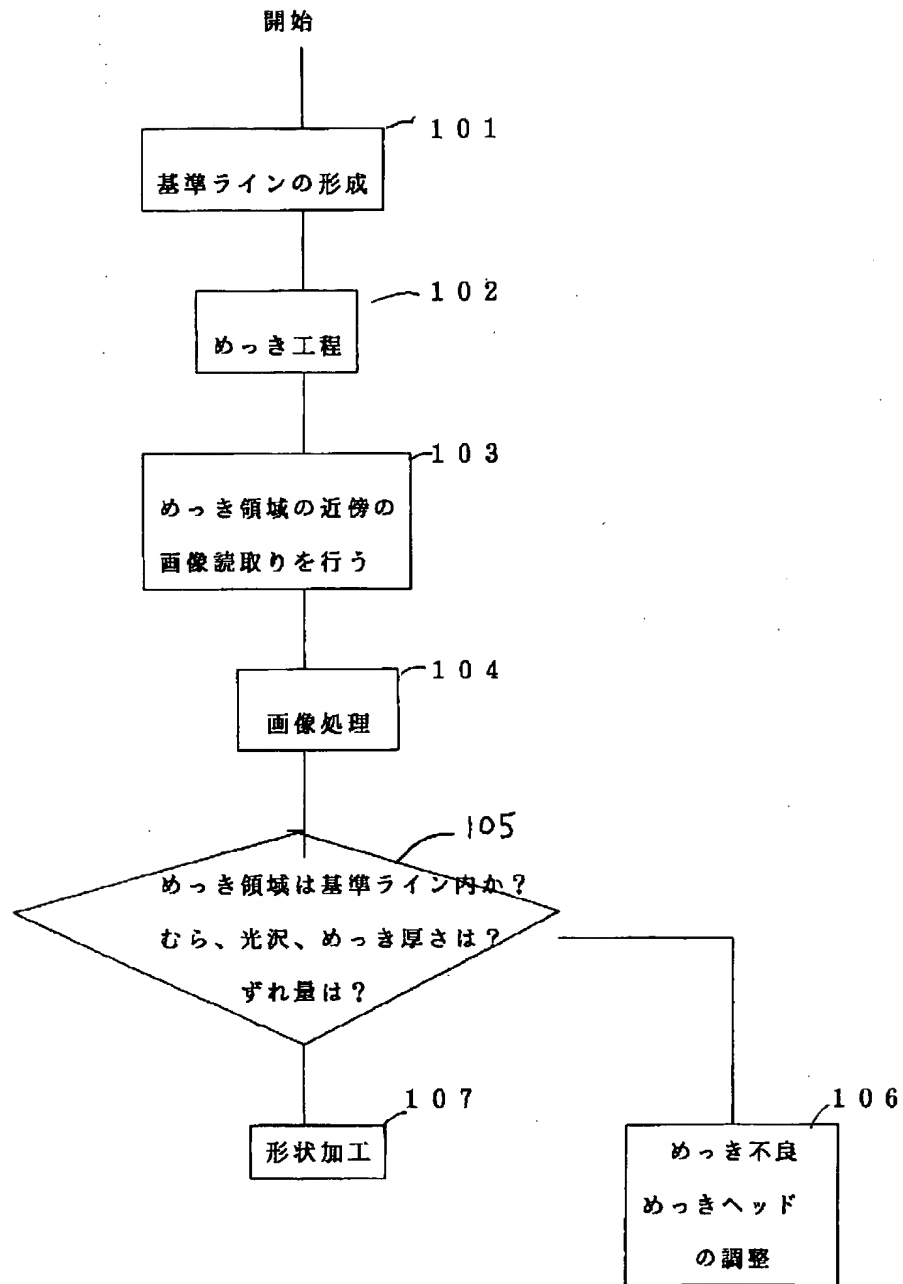 開始
101
基準ラインの形成
102
めっき工程
103
めっき領域の近傍の
画像読取りを行う
104
画像処理
105
めっき領域は基準ライン内か？
むら、光沢、めっき厚さは？
ずれ量は？
107
形状加工
106
めっき不良
めっきヘッド
の調整